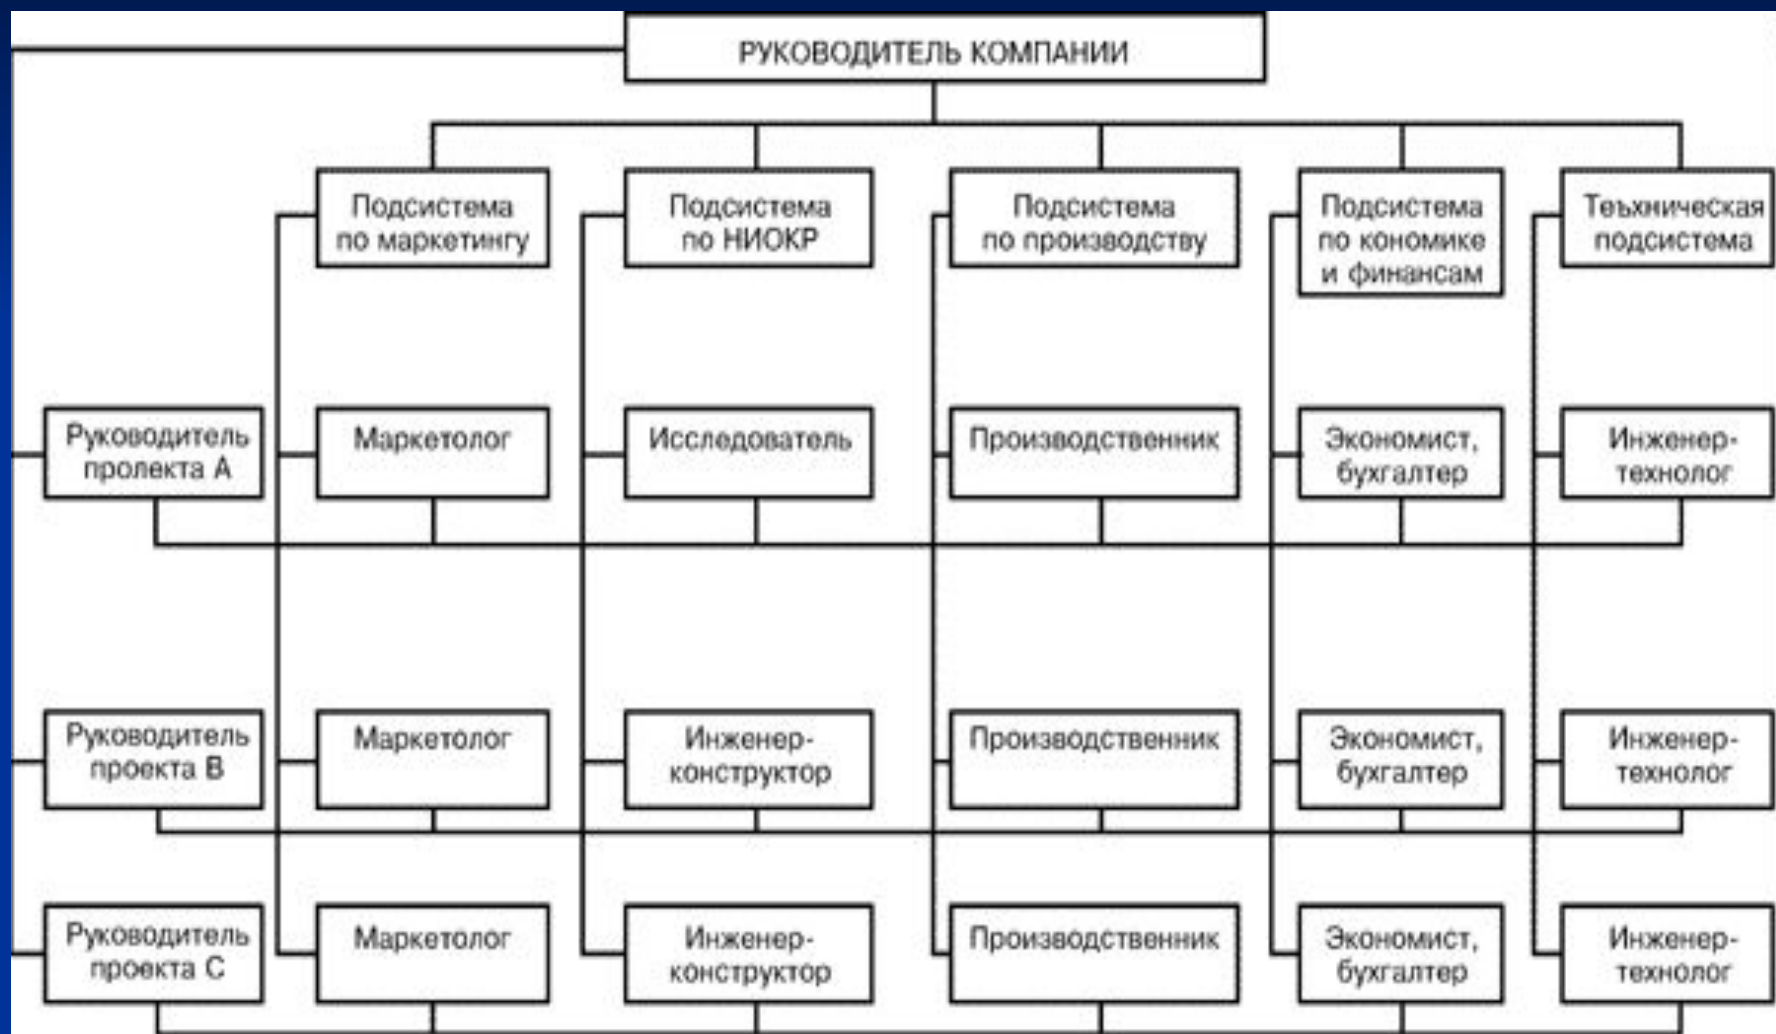 РУКОВОДИТЕЛЬ КОМПАНИИ
Подсистема
по маркетингу
Подсистема
по НИОКР
Подсистема
по производству
Подсистема
по кономике
и финансам
Теъхническая
подсистема
Руководитель
пролекта А
Маркетолог
Исследователь
Производственник
Экономист,
бухгалтер
Инженер-
технолог
Руководитель
проекта В
Маркетолог
Инженер-
конструктор
Производственник
Экономист,
бухгалтер
Инженер-
технолог
Руководитель
проекта С
Маркетолог
Инженер-
конструктор
Производственник
Экономист,
бухгалтер
Инженер-
технолог